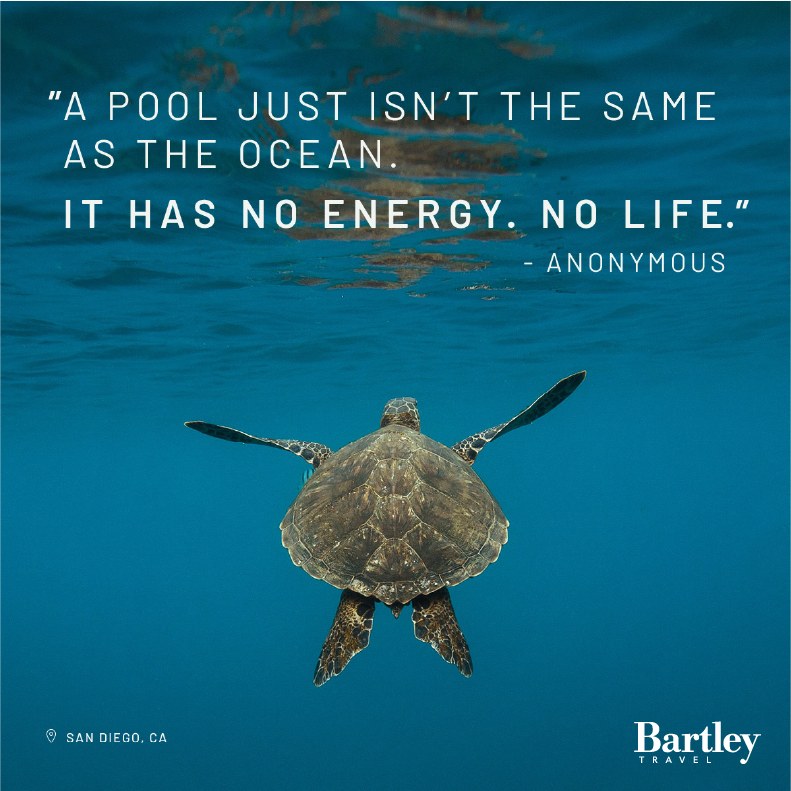 "A POOL JUST ISN'T THE SAME
AS THE OCEAN.
IT HAS NO ENERGY. NO LIFE."
- ANONYMOUS
SAN DIEGO, CA
Bartley
TRAVEL